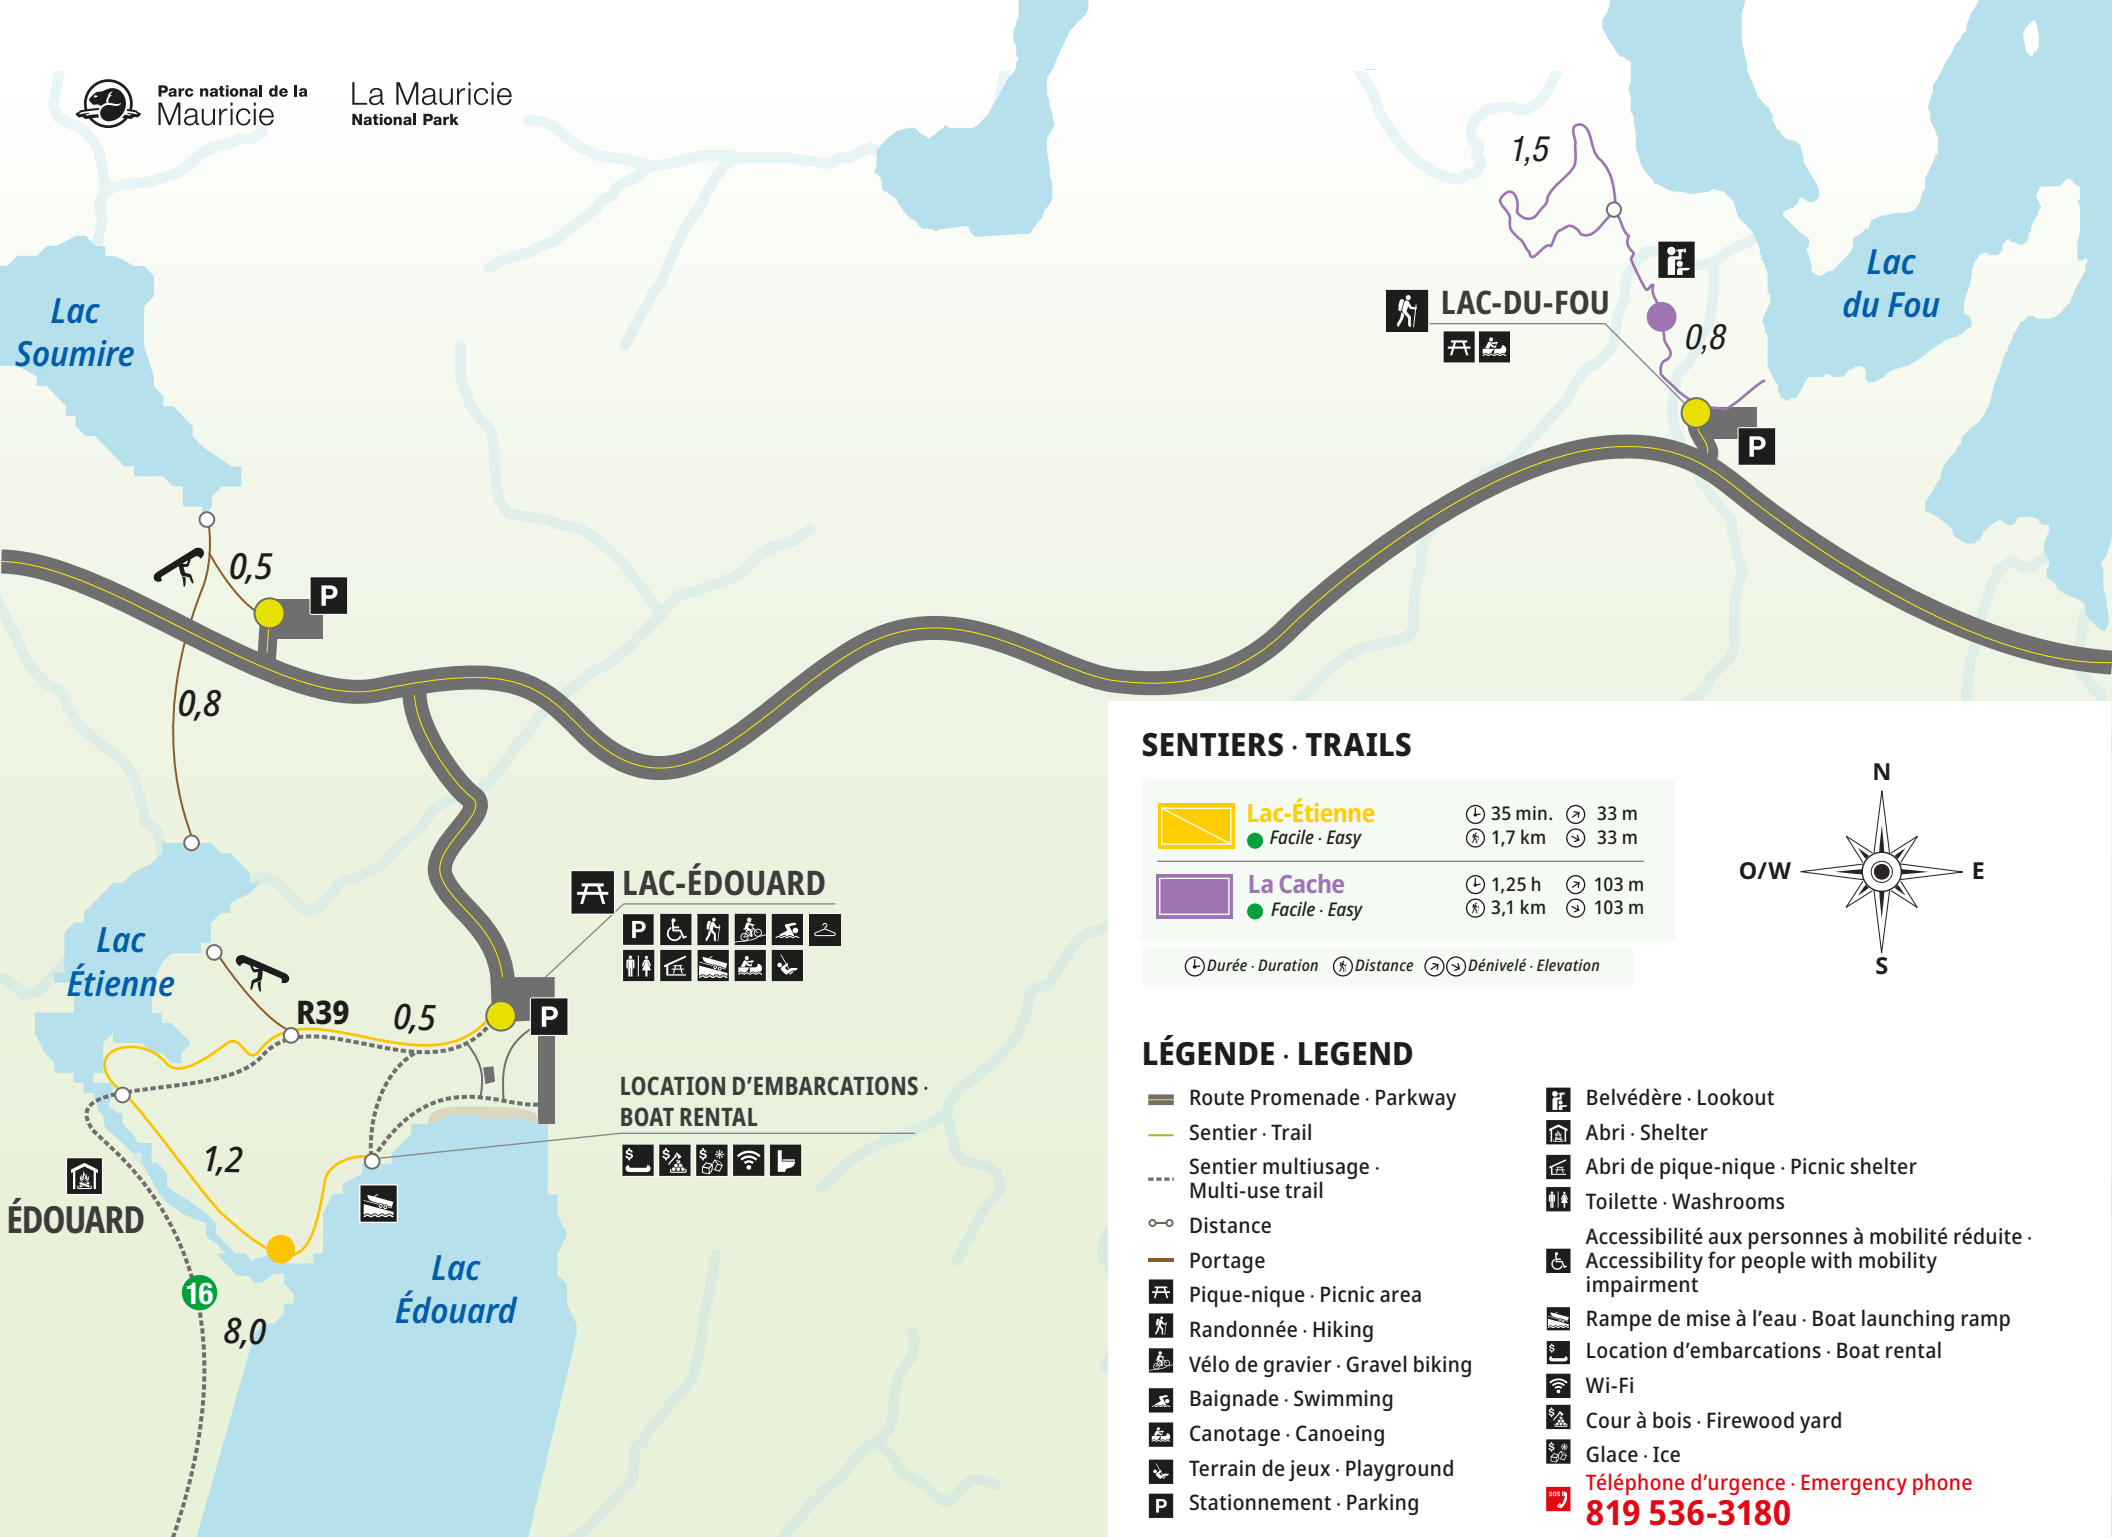 Parc national de la
Mauricie
La Mauricie
National Park
1,5
Lac
du Fou
Lac
Soumire
LAC-DU-FOU
0,8
P
0,5
P
0,8
LAC-ÉDOUARD
P
Lac
Étienne
R39
0,5
P
LOCATION D'EMBARCATIONS ·
BOAT RENTAL
$ $ $
1,2
ÉDOUARD
Lac
Édouard
16
8,0
SENTIERS · TRAILS
Lac-Étienne
Facile · Easy
35 min. 33 m
1,7 km 33 m
La Cache
Facile · Easy
1,25 h 103 m
3,1 km 103 m
Durée · Duration Distance Dénivelé · Elevation
N
O/W E
S
LÉGENDE · LEGEND
Route Promenade · Parkway
Sentier · Trail
Sentier multiusage ·
Multi-use trail
Distance
Portage
Pique-nique · Picnic area
Randonnée · Hiking
Vélo de gravier · Gravel biking
Baignade · Swimming
Canotage · Canoeing
Terrain de jeux · Playground
P Stationnement · Parking
Belvédère · Lookout
Abri · Shelter
Abri de pique-nique · Picnic shelter
Toilette · Washrooms
Accessibilité aux personnes à mobilité réduite ·
Accessibility for people with mobility
impairment
Rampe de mise à l'eau · Boat launching ramp
$ Location d'embarcations · Boat rental
Wi-Fi
$ Cour à bois · Firewood yard
$ Glace · Ice
SOS Téléphone d'urgence · Emergency phone
819 536-3180